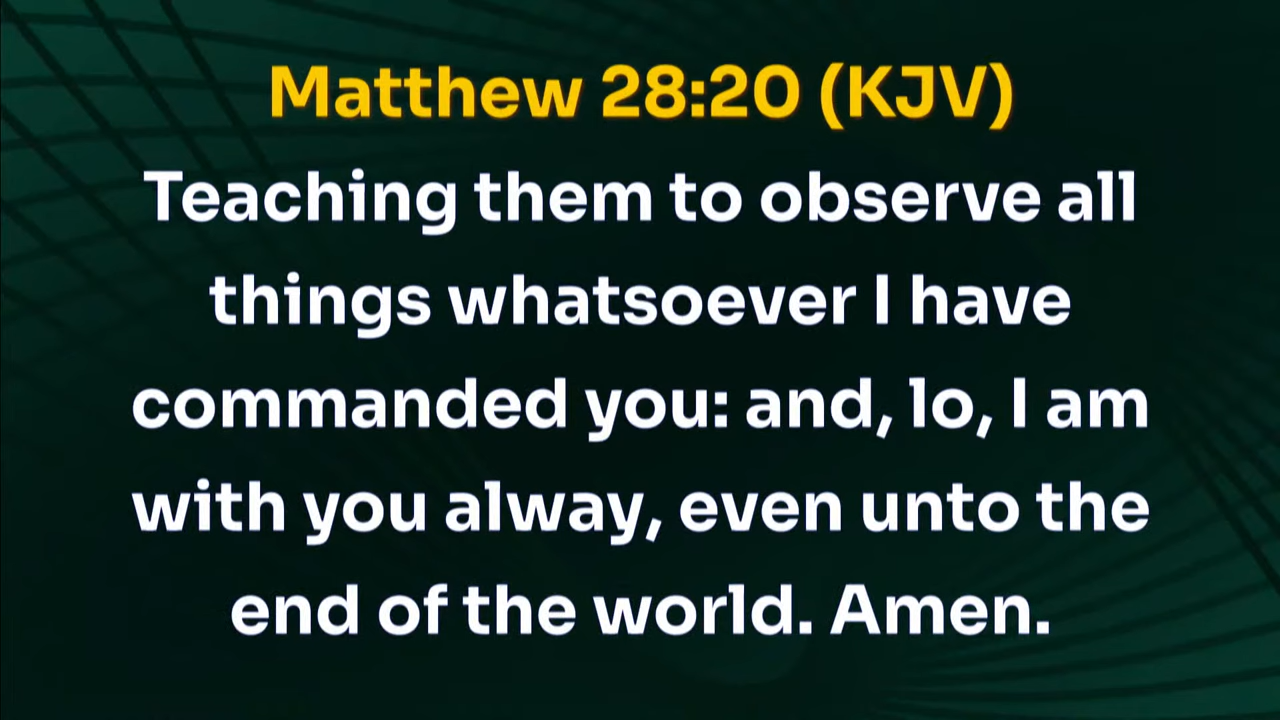 Matthew 28:20 (KJV)
Teaching them to observe all
things whatsoever I have
commanded you: and, lo, I am
with you alway, even unto the
end of the world. Amen.